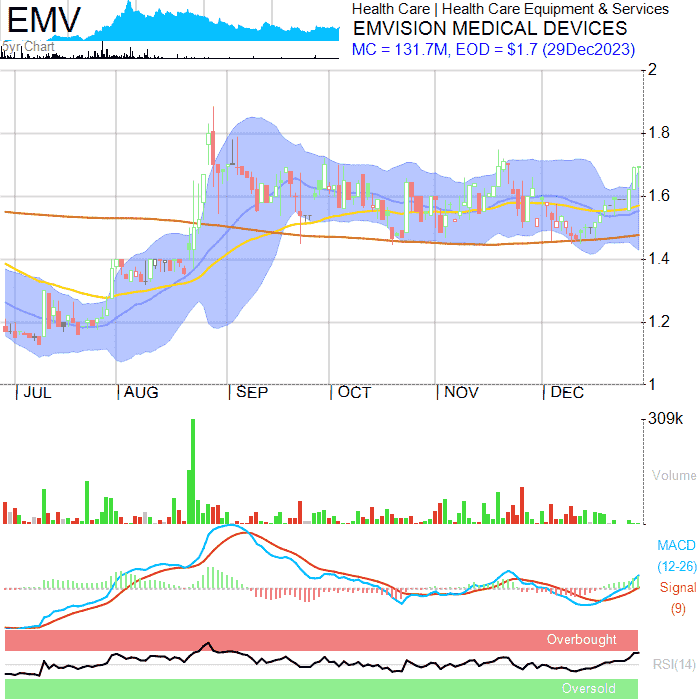 EMV
5yr Chart
Health Care | Health Care Equipment & Services
EMVISION MEDICAL DEVICES
MC = 131.7M, EOD = $1.7 (29Dec2023)
2
1.8
1.6
1.4
1.2
1
JUL AUG SEP OCT NOV DEC
309k
Volume
MACD
(12-26)
Signal
(9)
Overbought
RSI(14)
Oversold